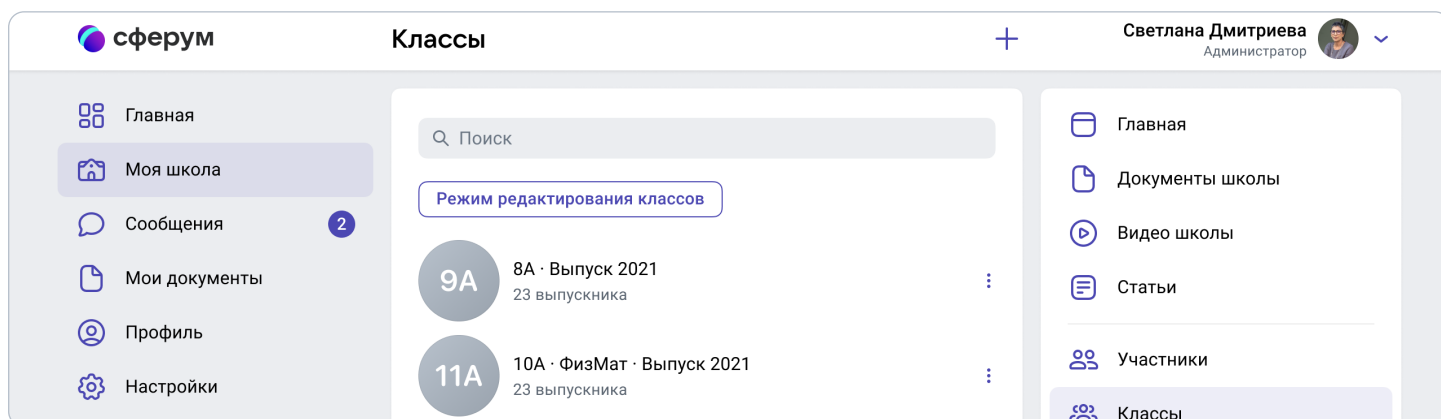 сферум
Классы
Светлана Дмитриева
Администратор
Главная
Моя школа
Сообщения
2
Мои документы
Профиль
Настройки
Поиск
Режим редактирования классов
9А
8А · Выпуск 2021
23 выпускника
11А
10А · ФизМат · Выпуск 2021
23 выпускника
Главная
Документы школы
Видео школы
Статьи
Участники
Классы